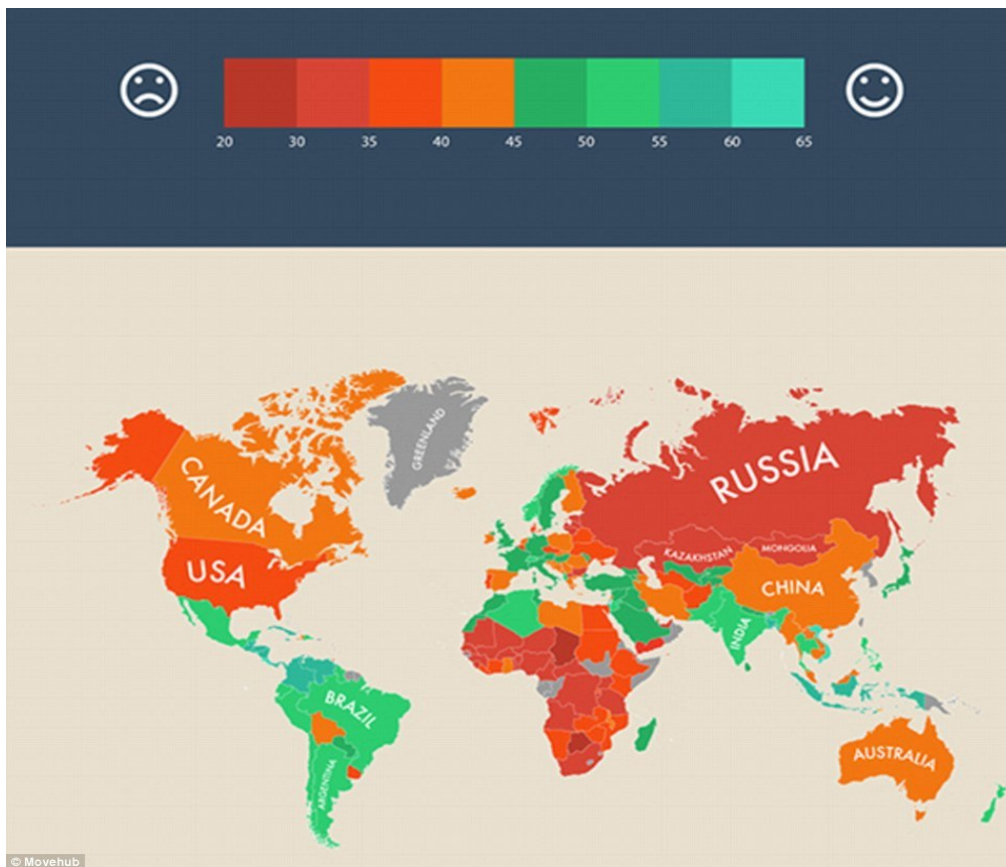 20 30 35 40 45 50 55 60 65
GREENLAND
CANADA
RUSSIA
KAZAKHSTAN
MONGOLIA
USA
CHINA
INDIA
BRAZIL
ARGENTINA
AUSTRALIA
© Movehub